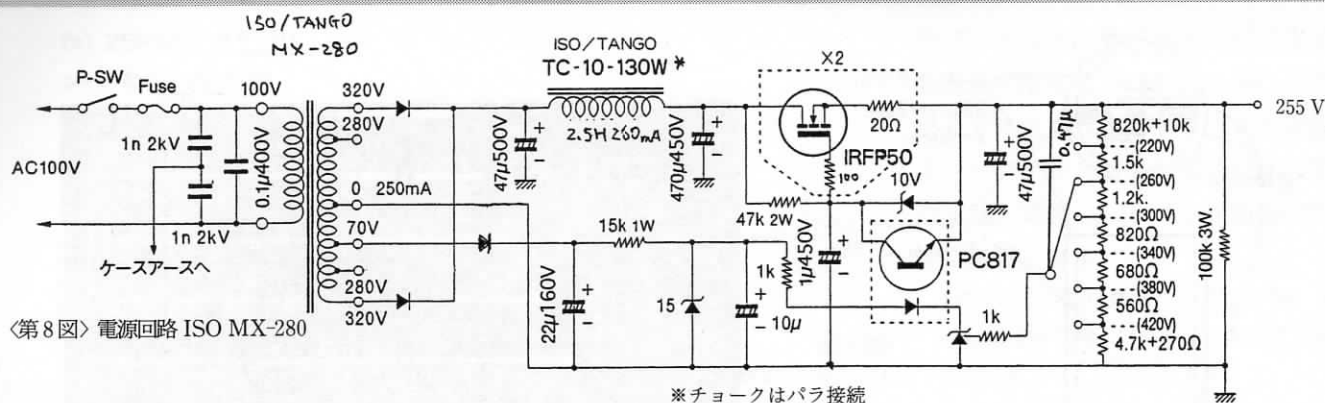 ISO/TANGO
MX-280
ISO/TANGO
TC-10-130W*
2.5H 260mA
P-SW
Fuse
100V
AC100V
1n 2kV
1n 2kV
0.1μ400V
ケースアースへ
320V
280V
0 250mA
70V
280V
320V
47μ500V
470μ450V
X2
20Ω
IRFP50
100
10V
47k 2W
1μ450V
PC817
15k 1W
22μ160V
15
10μ
1k
1k
47μ500V
0.47μ
255 V
820k+10k
(220V)
1.5k
(260V)
1.2k.
(300V)
820Ω
(340V)
680Ω
(380V)
560Ω
(420V)
4.7k+270Ω
100k 3W.
〈第8図〉電源回路 ISO MX-280
※チョークはパラ接続